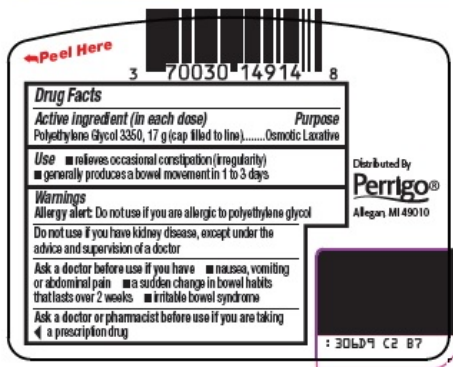 Peel Here
3 70030 14914 8
Drug Facts
Active ingredient (in each dose) Purpose
Polyethylene Glycol 3350, 17 g (cap filled to line)........Osmotic Laxative
Use ■ relieves occasional constipation (irregularity)
■ generally produces a bowel movement in 1 to 3 days
Warnings
Allergy alert: Do not use if you are allergic to polyethylene glycol
Do not use if you have kidney disease, except under the
advice and supervision of a doctor
Ask a doctor before use if you have ■ nausea, vomiting
or abdominal pain ■ a sudden change in bowel habits
that lasts over 2 weeks ■ irritable bowel syndrome
Ask a doctor or pharmacist before use if you are taking
a prescription drug
Distributed By
Perrigo®
Allegan, MI 49010
: 306D9 C2 B7